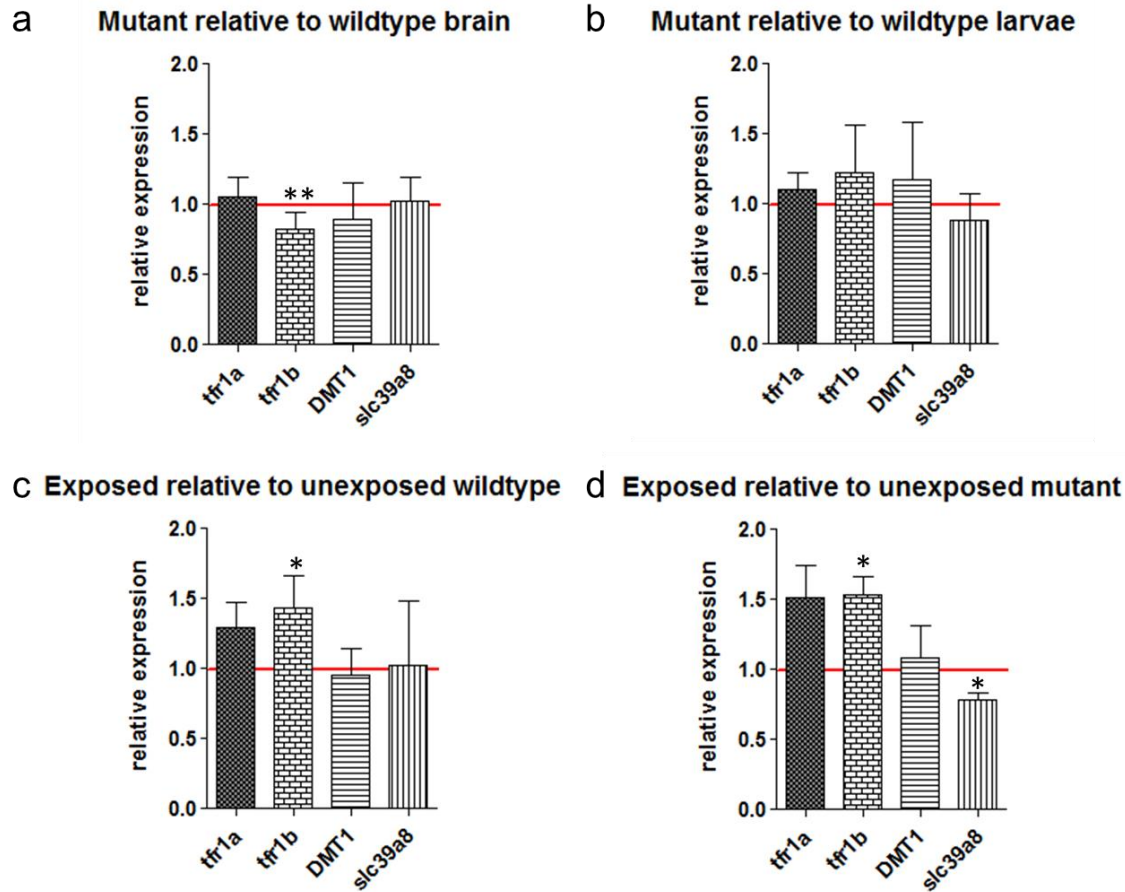 a Mutant relative to wildtype brain
relative expression
2.0
1.5
1.0
0.5
0.0
**
tfr1a
tfr1b
DMT1
slc39a8
b Mutant relative to wildtype larvae
relative expression
2.0
1.5
1.0
0.5
0.0
tfr1a
tfr1b
DMT1
slc39a8
c Exposed relative to unexposed wildtype
relative expression
2.0
1.5
1.0
0.5
0.0
*
tfr1a
tfr1b
DMT1
slc39a8
d Exposed relative to unexposed mutant
relative expression
2.0
1.5
1.0
0.5
0.0
*
*
tfr1a
tfr1b
DMT1
slc39a8